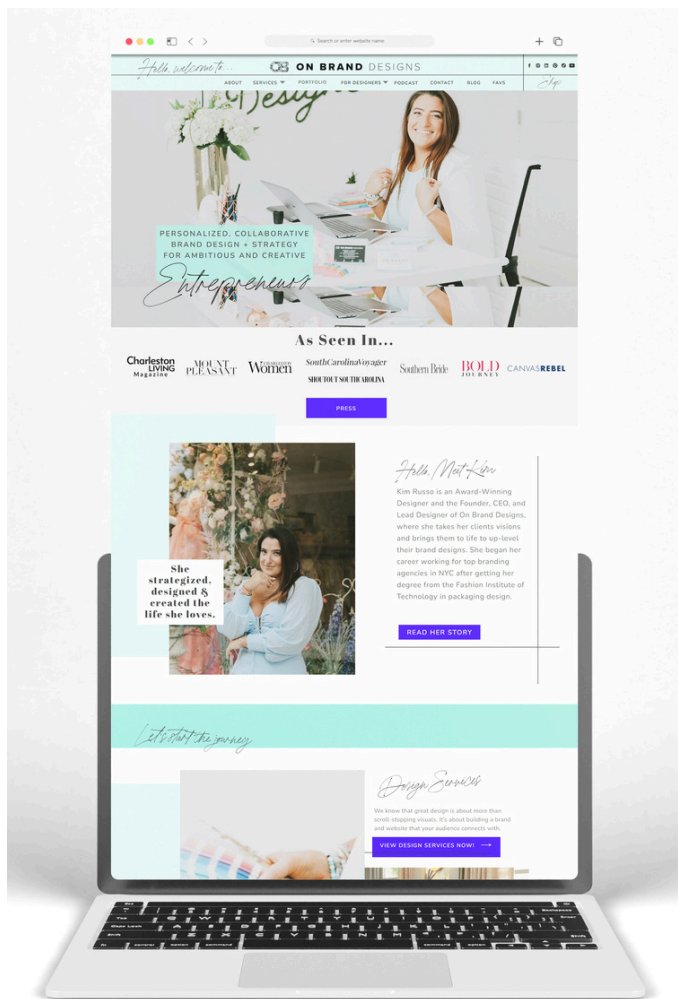 Search or enter website name
Hello, welcome to...
OB ON BRAND DESIGNS
ABOUT SERVICES PORTFOLIO FOR DESIGNERS PODCAST CONTACT BLOG FAVS
Shop
Design
PERSONALIZED, COLLABORATIVE
BRAND DESIGN + STRATEGY
FOR AMBITIOUS AND CREATIVE
Entrepreneurs
As Seen In...
Charleston
LIVING
Magazine
MOUNT
PLEASANT
CHARLESTON
Women
SouthCarolinaVoyager
SHOUTOUT SOUTHCAROLINA
Southern Bride
BOLD
JOURNEY
CANVASREBEL
PRESS
She
strategized,
designed &
created the
life she loves.
Hello, Meet Kim
Kim Russo is an Award-Winning
Designer and the Founder, CEO, and
Lead Designer of On Brand Designs,
where she takes her clients visions
and brings them to life to up-level
their brand designs. She began her
career working for top branding
agencies in NYC after getting her
degree from the Fashion Institute of
Technology in packaging design.
READ HER STORY
Let's start the journey
Design Services
We know that great design is about more than
scroll-stopping visuals. It's about building a brand
and website that your audience connects with.
VIEW DESIGN SERVICES NOW!